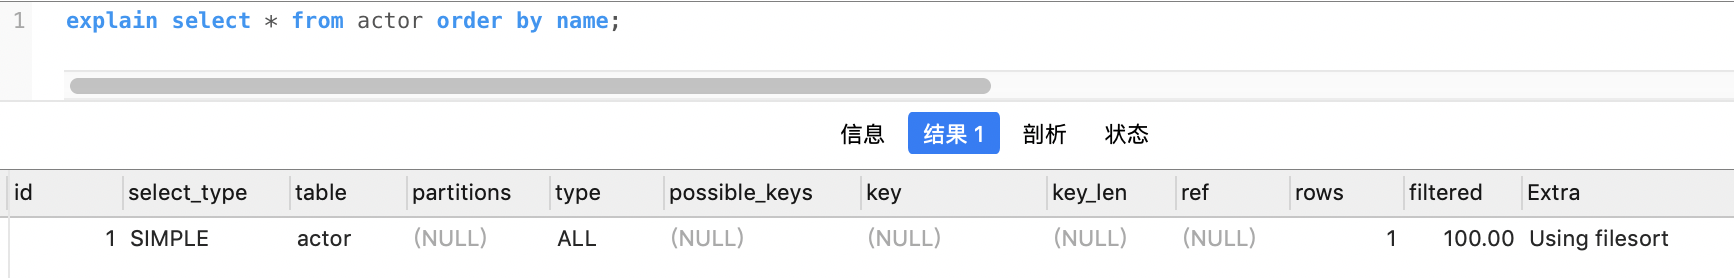 1 explain select * from actor order by name;
信息 结果 1 剖析 状态
id select_type table partitions type possible_keys key key_len ref rows filtered Extra
1 SIMPLE actor (NULL) ALL (NULL) (NULL) (NULL) (NULL) 1 100.00 Using filesort